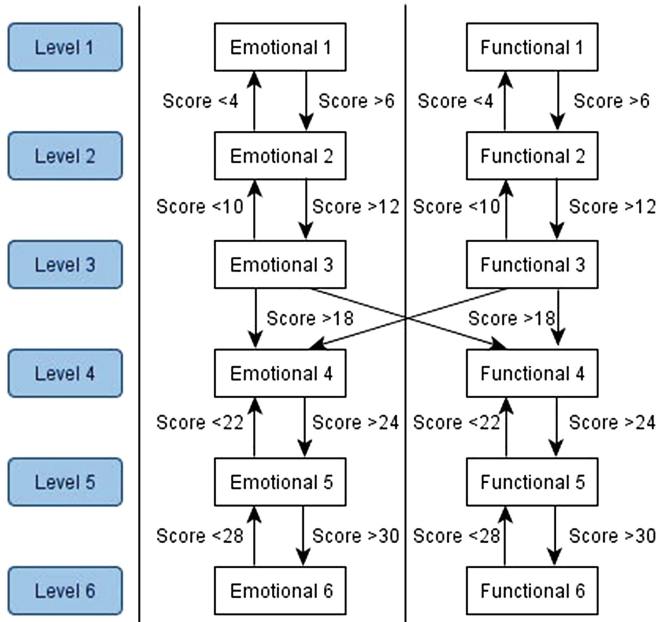 Level 1
Emotional 1
Functional 1
Score <4
Score >6
Score <4
Score >6
Level 2
Emotional 2
Functional 2
Score <10
Score >12
Score <10
Score >12
Level 3
Emotional 3
Functional 3
Score >18
Score >18
Level 4
Emotional 4
Functional 4
Score <22
Score >24
Score <22
Score >24
Level 5
Emotional 5
Functional 5
Score <28
Score >30
Score <28
Score >30
Level 6
Emotional 6
Functional 6